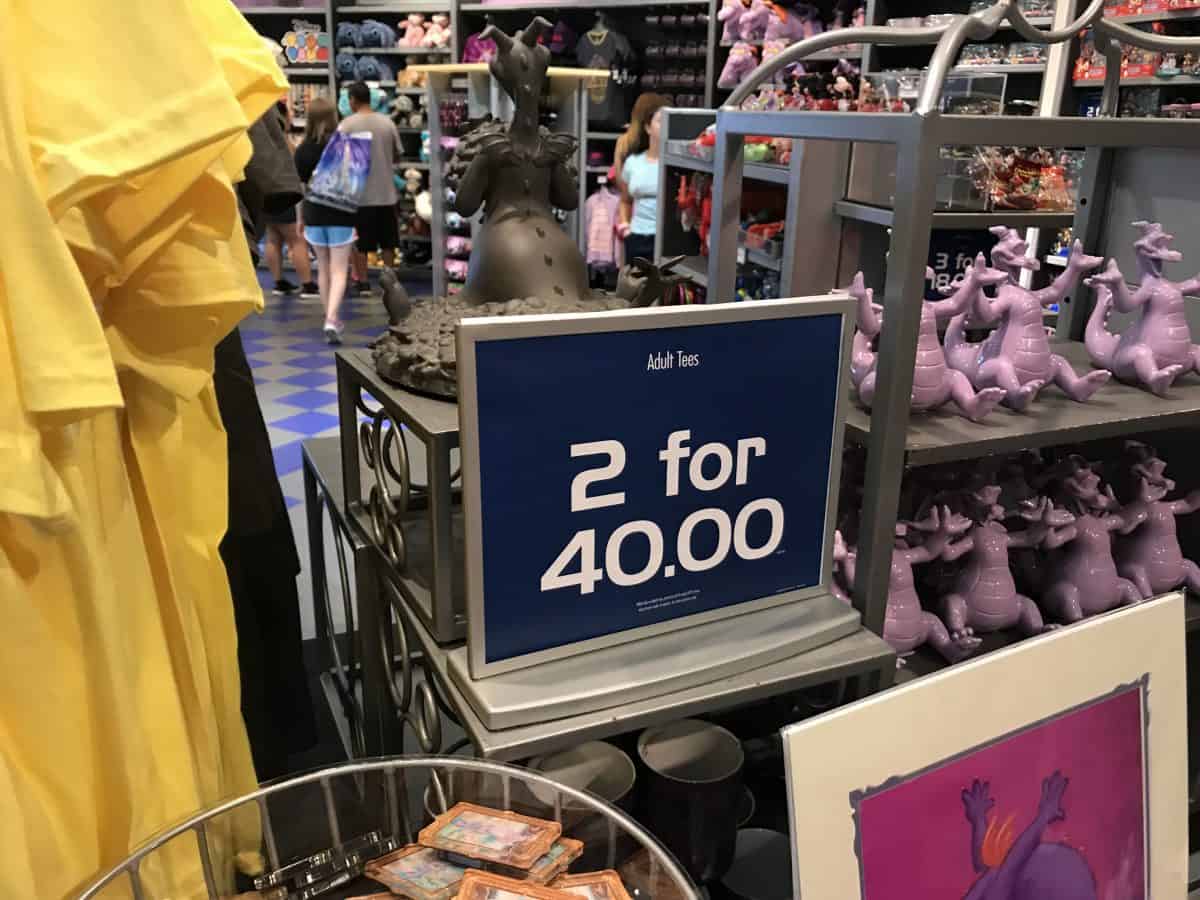 Adult Tees
2 for
40.00
3 for